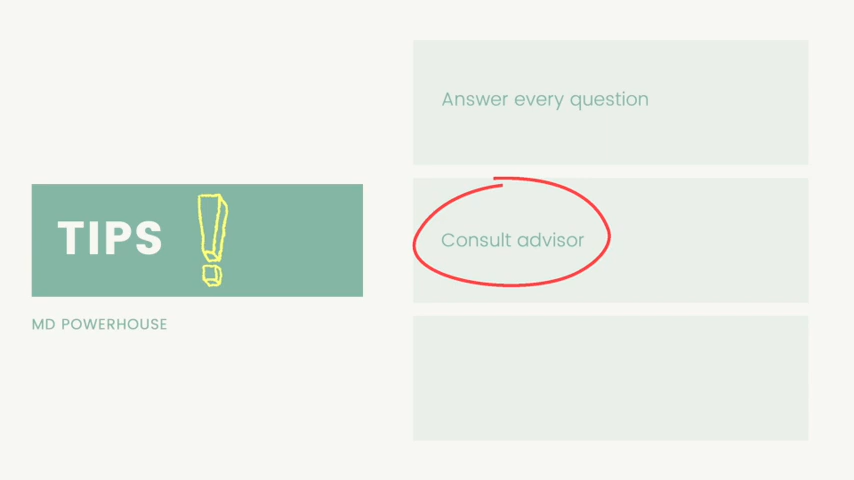 TIPS !
MD POWERHOUSE
Answer every question
Consult advisor